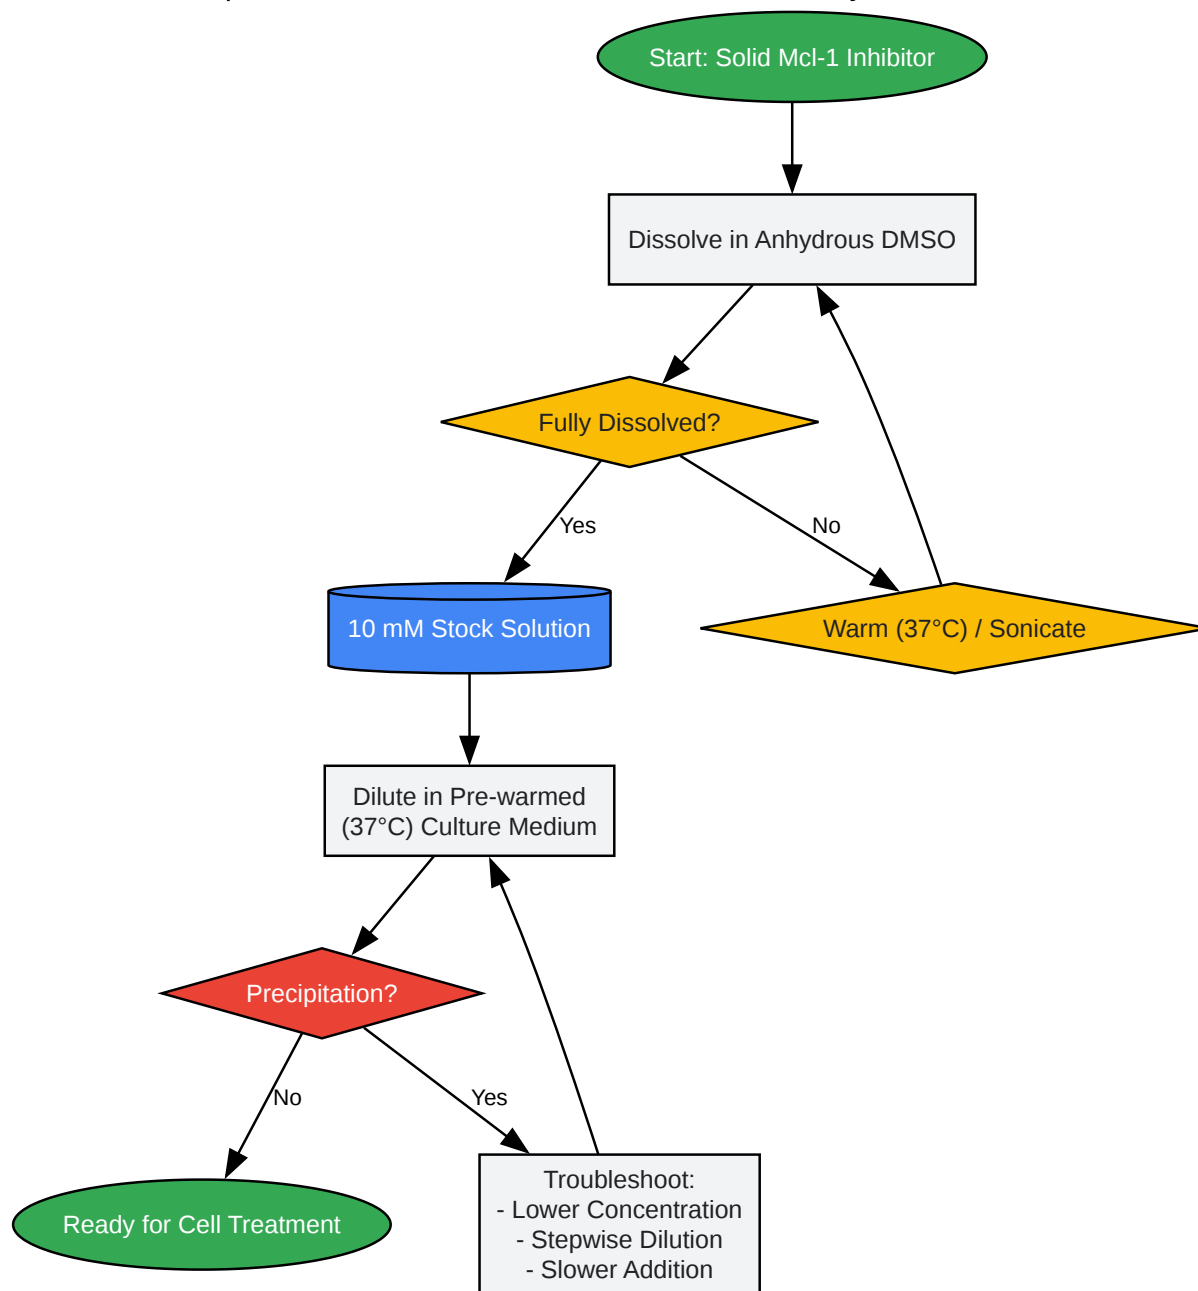 Start: Solid Mcl-1 Inhibitor
Dissolve in Anhydrous DMSO
Fully Dissolved?
Yes
No
10 mM Stock Solution
Warm (37°C) / Sonicate
Dilute in Pre-warmed
(37°C) Culture Medium
Precipitation?
No
Yes
Ready for Cell Treatment
Troubleshoot:
- Lower Concentration
- Stepwise Dilution
- Slower Addition